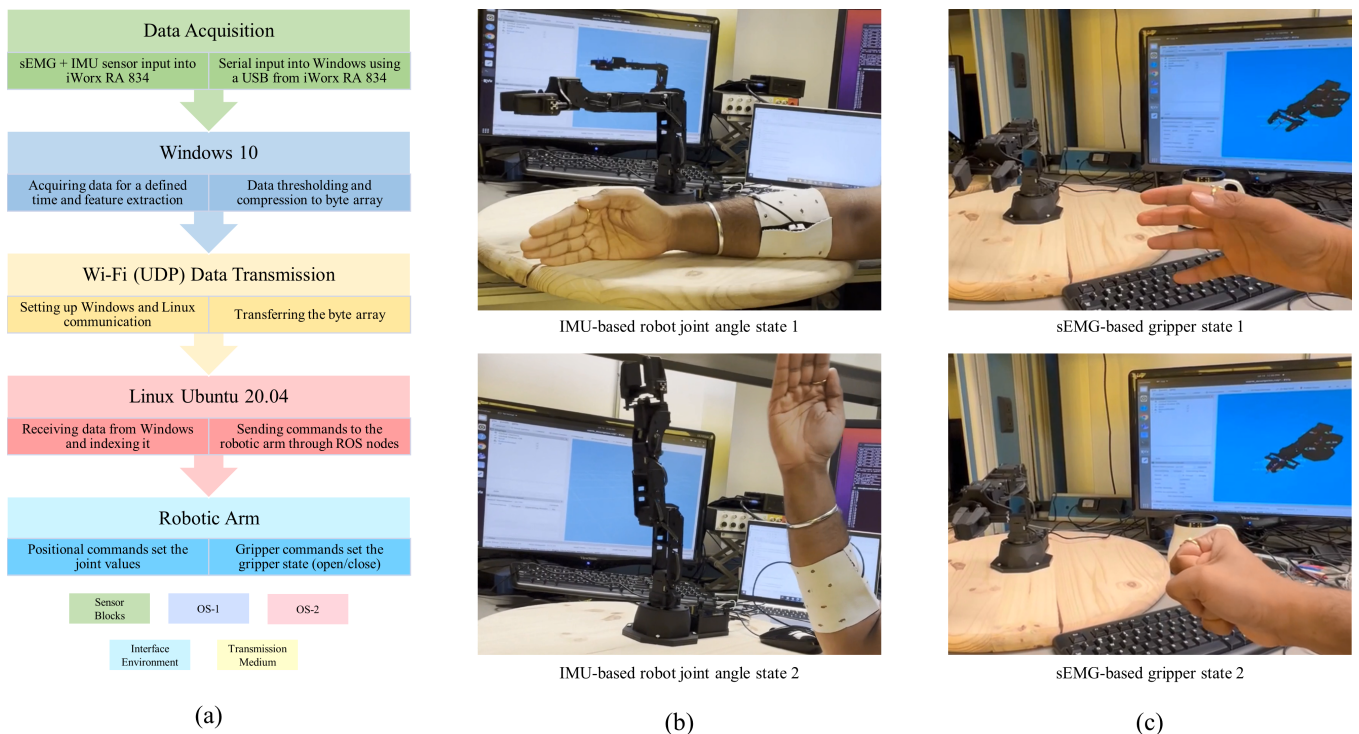 Data Acquisition
sEMG + IMU sensor input into
iWorx RA 834
Serial input into Windows using
a USB from iWorx RA 834
Windows 10
Acquiring data for a defined
time and feature extraction
Data thresholding and
compression to byte array
Wi-Fi (UDP) Data Transmission
Setting up Windows and Linux
communication
Transferring the byte array
Linux Ubuntu 20.04
Receiving data from Windows
and indexing it
Sending commands to the
robotic arm through ROS nodes
Robotic Arm
Positional commands set the
joint values
Gripper commands set the
gripper state (open/close)
Sensor
Blocks
OS-1
OS-2
Interface
Environment
Transmission
Medium
(a)
IMU-based robot joint angle state 1
IMU-based robot joint angle state 2
(b)
sEMG-based gripper state 1
sEMG-based gripper state 2
(c)